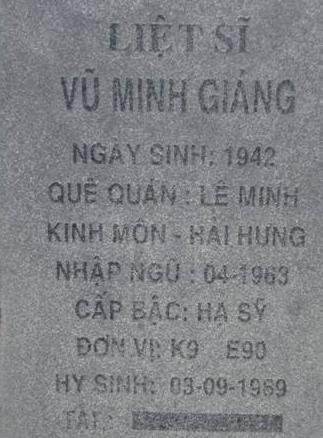 LIỆT SĨ
VŨ MINH GIÁNG
NGÀY SINH: 1942
QUÊ QUÁN : LÊ MINH
KINH MÔN - HẢI HƯNG
NHẬP NGŨ : 04-1963
CẤP BẬC: HẠ SỸ
ĐƠN VỊ: K9 E90
HY SINH: 03-09-1969
TẠI :